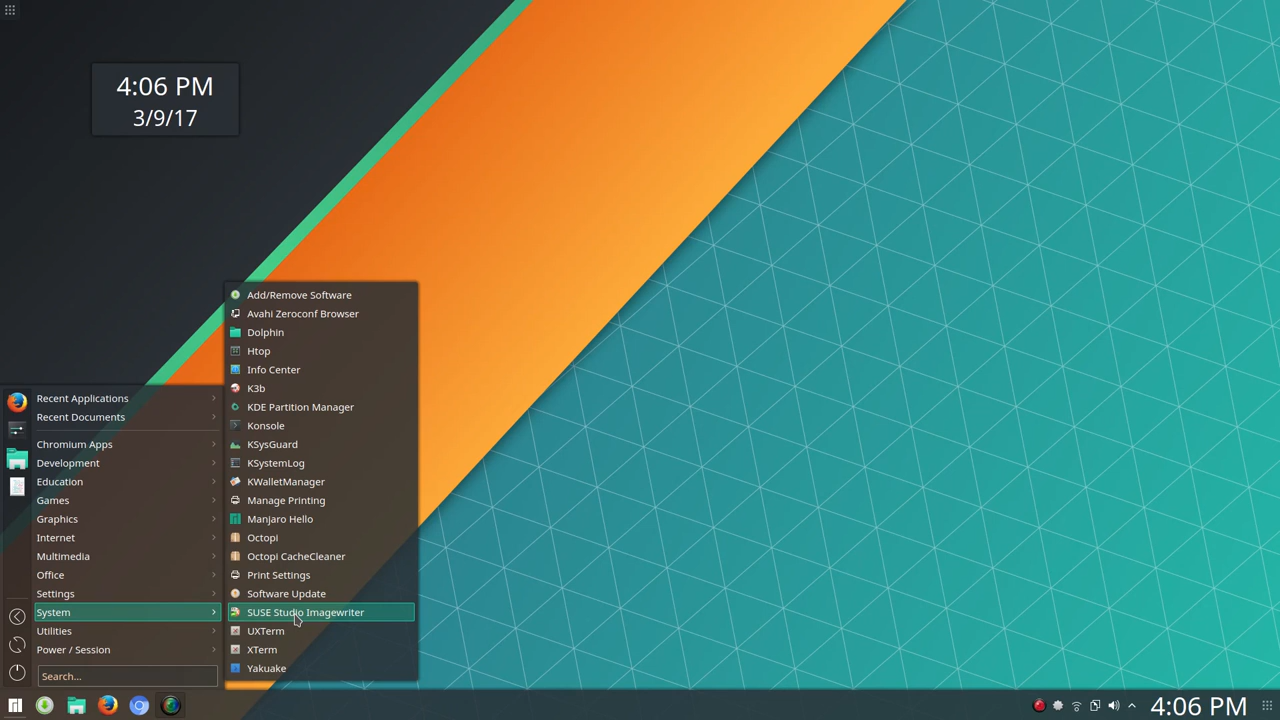 4:06 PM
3/9/17
Add/Remove Software
Avahi Zeroconf Browser
Dolphin
Htop
Info Center
K3b
KDE Partition Manager
Konsole
KSysGuard
KSystemLog
KWalletManager
Manage Printing
Manjaro Hello
Octopi
Octopi CacheCleaner
Print Settings
Software Update
SUSE Studio Imagewriter
UXTerm
XTerm
Yakuake
Recent Applications
Recent Documents
Chromium Apps
Development
Education
Games
Graphics
Internet
Multimedia
Office
Settings
System
Utilities
Power / Session
Search...
4:06 PM